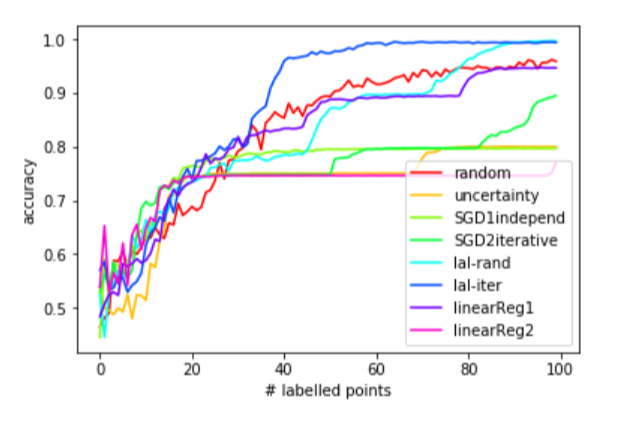 1.0
0.9
0.8
0.7
0.6
0.5
accuracy
0
20
40
60
80
100
# labelled points
random
uncertainty
SGD1independ
SGD2iterative
lal-rand
lal-iter
linearReg1
linearReg2